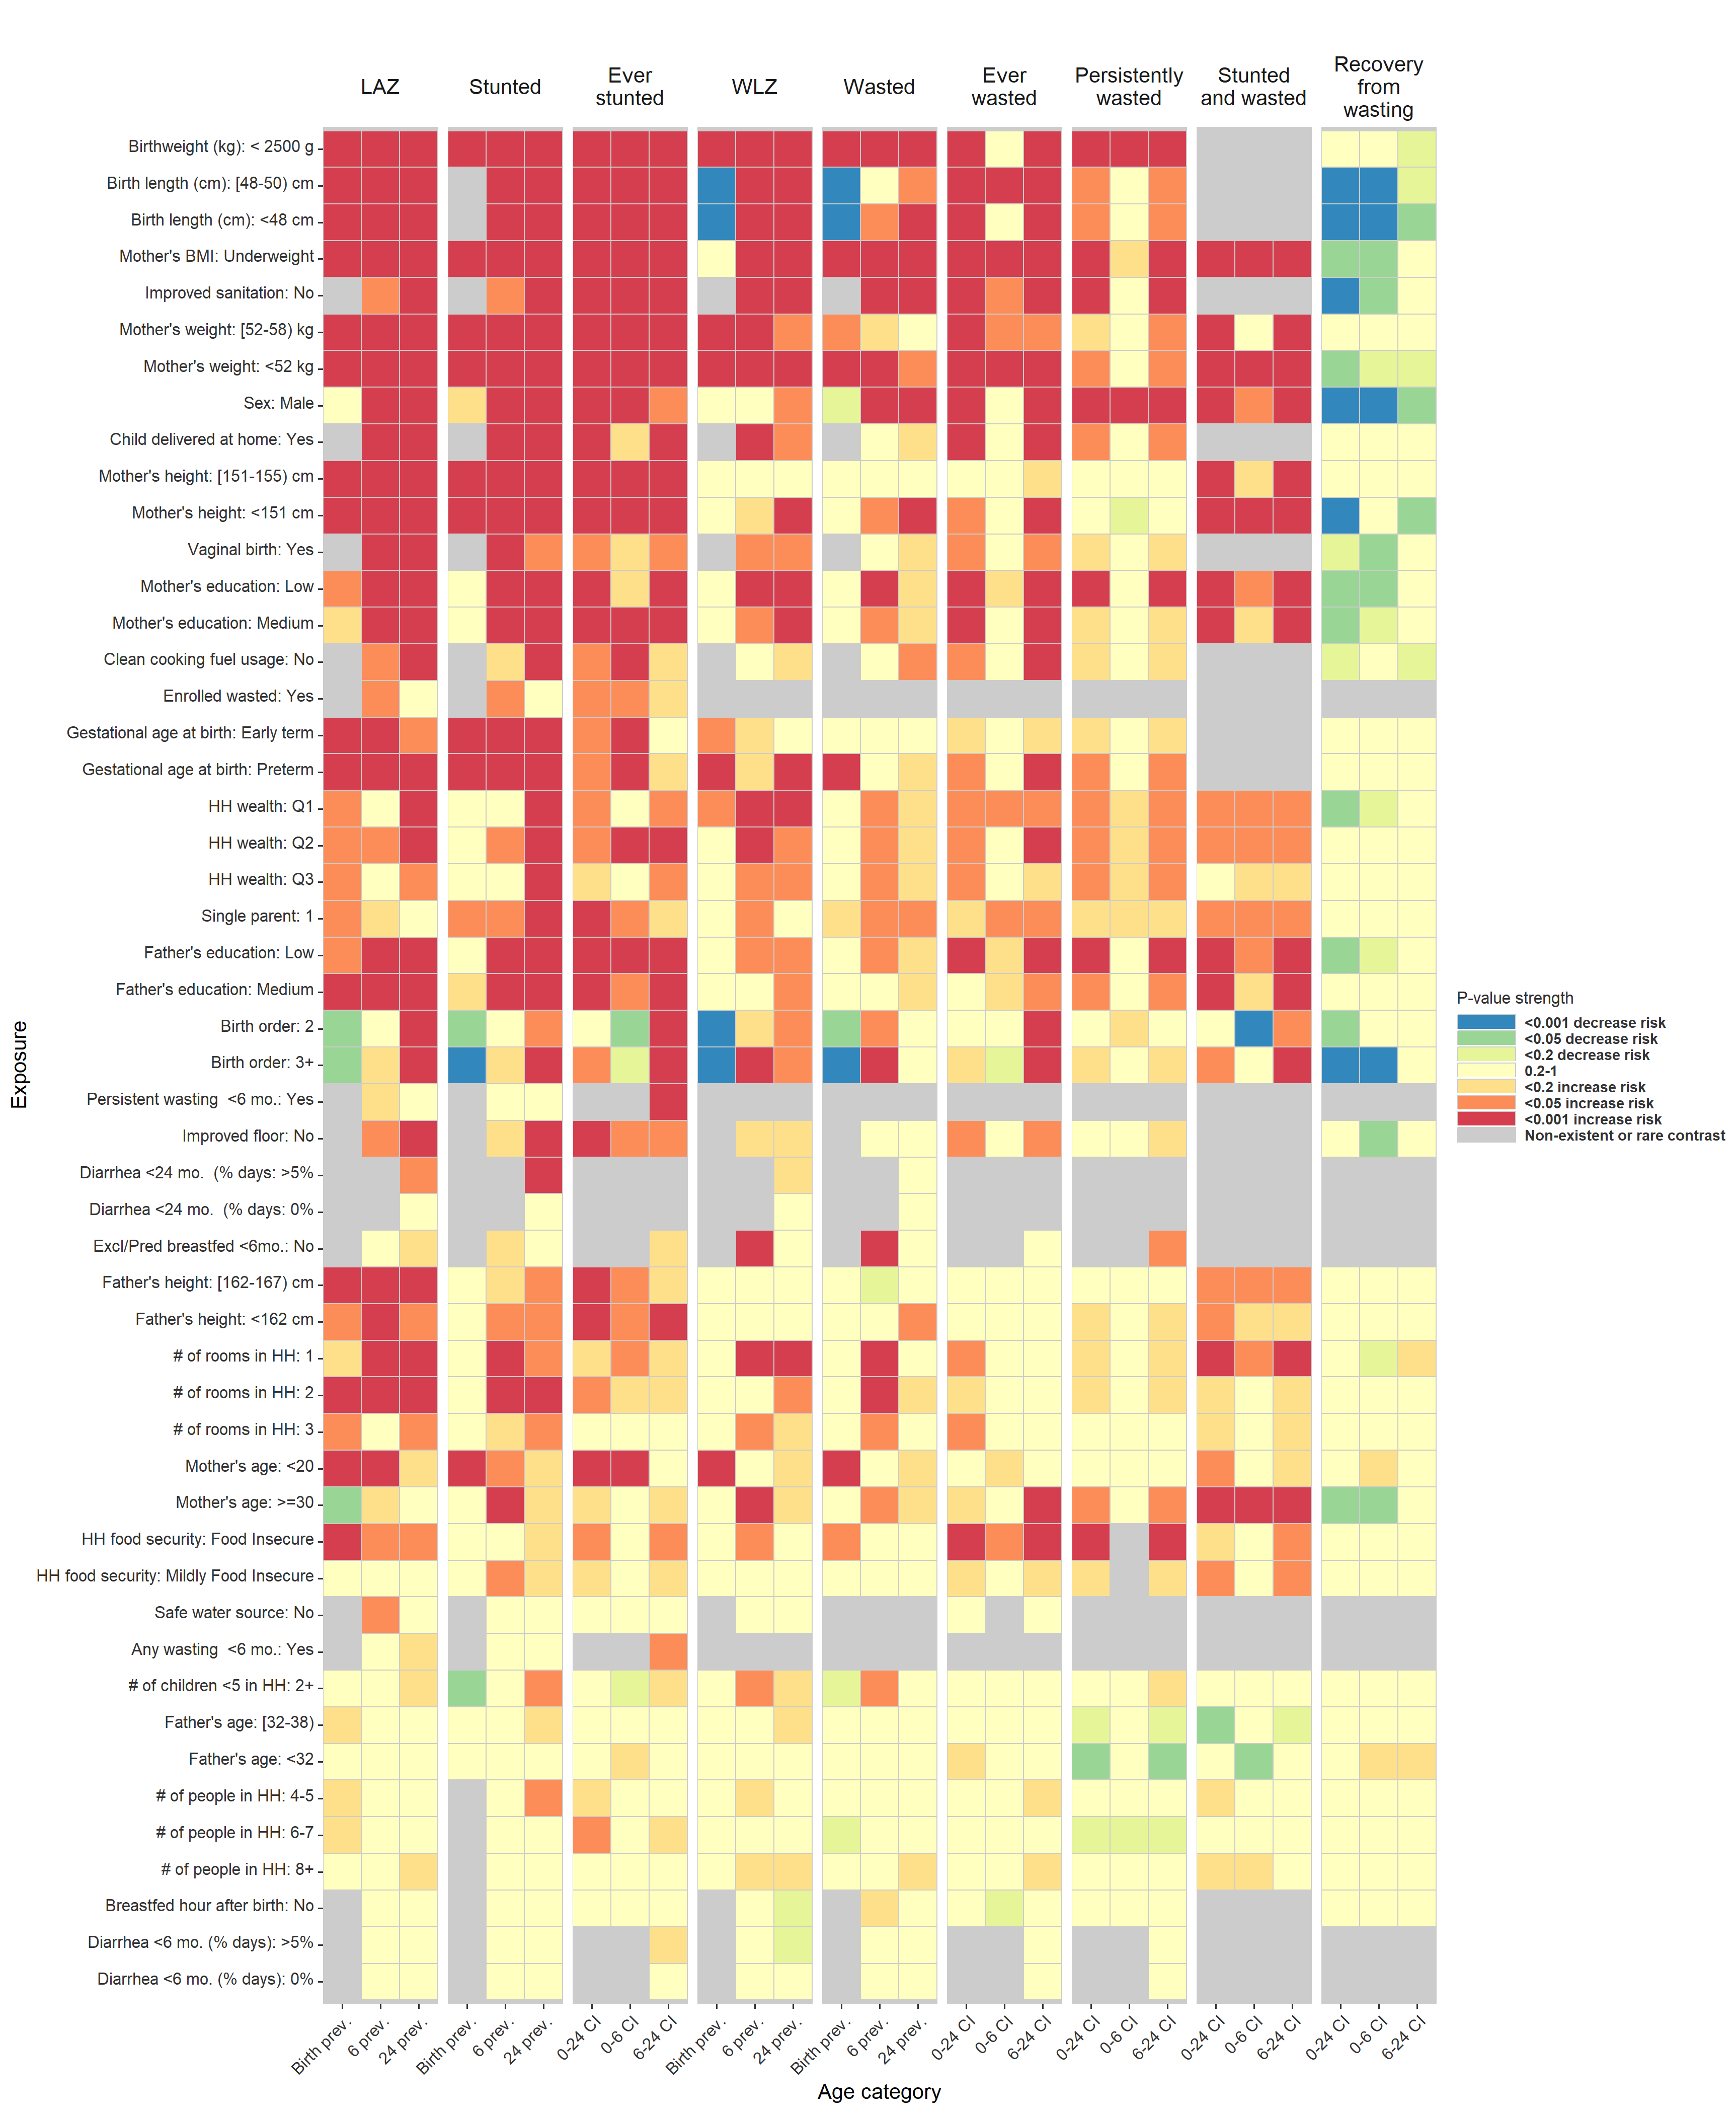 LAZ
Stunted
Ever
stunted
WLZ
Wasted
Ever
wasted
Persistently
wasted
Stunted
and wasted
Recovery
from
wasting
Exposure
Birthweight (kg): < 2500 g
Birth length (cm): [48-50) cm
Birth length (cm): <48 cm
Mother's BMI: Underweight
Improved sanitation: No
Mother's weight: [52-58) kg
Mother's weight: <52 kg
Sex: Male
Child delivered at home: Yes
Mother's height: [151-155) cm
Mother's height: <151 cm
Vaginal birth: Yes
Mother's education: Low
Mother's education: Medium
Clean cooking fuel usage: No
Enrolled wasted: Yes
Gestational age at birth: Early term
Gestational age at birth: Preterm
HH wealth: Q1
HH wealth: Q2
HH wealth: Q3
Single parent: 1
Father's education: Low
Father's education: Medium
Birth order: 2
Birth order: 3+
Persistent wasting  <6 mo.: Yes
Improved floor: No
Diarrhea <24 mo.  (% days: >5%
Diarrhea <24 mo.  (% days: 0%
Excl/Pred breastfed <6mo.: No
Father's height: [162-167) cm
Father's height: <162 cm
# of rooms in HH: 1
# of rooms in HH: 2
# of rooms in HH: 3
Mother's age: <20
Mother's age: >=30
HH food security: Food Insecure
HH food security: Mildly Food Insecure
Safe water source: No
Any wasting  <6 mo.: Yes
# of children <5 in HH: 2+
Father's age: [32-38)
Father's age: <32
# of people in HH: 4-5
# of people in HH: 6-7
# of people in HH: 8+
Breastfed hour after birth: No
Diarrhea <6 mo. (% days): >5%
Diarrhea <6 mo. (% days): 0%
Birth prev.
6 prev.
24 prev.
Birth prev.
6 prev.
24 prev.
0-24 CI
0-6 CI
6-24 CI
Birth prev.
6 prev.
24 prev.
Birth prev.
6 prev.
24 prev.
0-24 CI
0-6 CI
6-24 CI
0-24 CI
0-6 CI
6-24 CI
0-24 CI
0-6 CI
6-24 CI
0-24 CI
0-6 CI
6-24 CI
Age category
P-value strength
<0.001 decrease risk
<0.05 decrease risk
<0.2 decrease risk
0.2-1
<0.2 increase risk
<0.05 increase risk
<0.001 increase risk
Non-existent or rare contrast